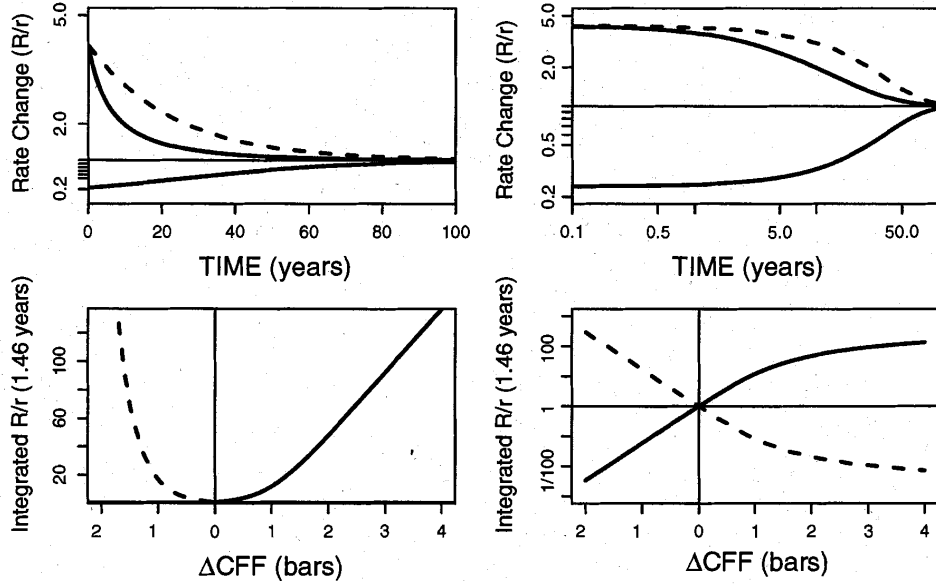 Rate Change (R/r)
5.0
2.0
0.2
0 20 40 60 80 100
TIME (years)
Rate Change (R/r)
5.0
2.0
0.5
0.2
0.1 0.5 5.0 50.0
TIME (years)
Integrated R/r (1.46 years)
100
60
20
2 1 0 1 2 3 4
ΔCFF (bars)
Integrated R/r (1.46 years)
100
1
1/100
2 1 0 1 2 3 4
ΔCFF (bars)